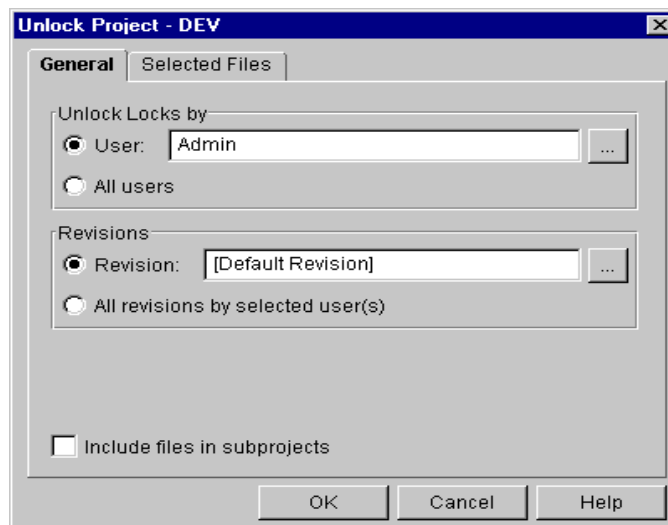 Unlock Project - DEV
General Selected Files
Unlock Locks by
User: Admin ...
All users
Revisions
Revision: [Default Revision] ...
All revisions by selected user(s)
Include files in subprojects
OK Cancel Help